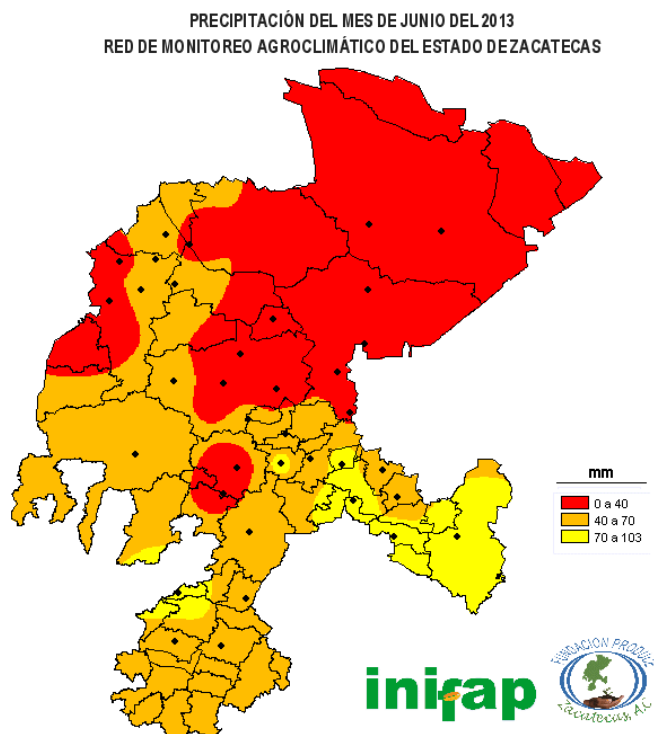 PRECIPITACIÓN DEL MES DE JUNIO DEL 2013
RED DE MONITOREO AGROCLIMÁTICO DEL ESTADO DE ZACATECAS
mm
0 a 40
40 a 70
70 a 103
inifap
FUNDACION PRODUCE
Zacatecas, A.C.